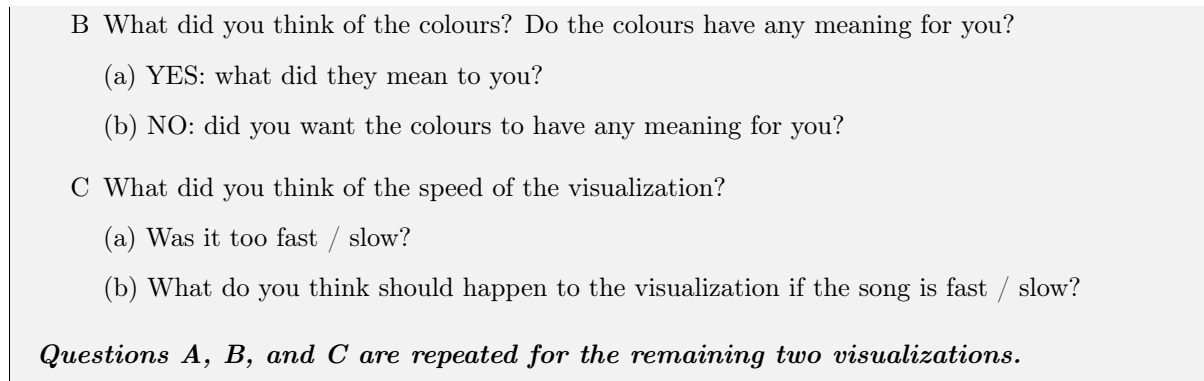 B What did you think of the colours? Do the colours have any meaning for you?
(a) YES: what did they mean to you?
(b) NO: did you want the colours to have any meaning for you?
C What did you think of the speed of the visualization?
(a) Was it too fast / slow?
(b) What do you think should happen to the visualization if the song is fast / slow?
Questions A, B, and C are repeated for the remaining two visualizations.